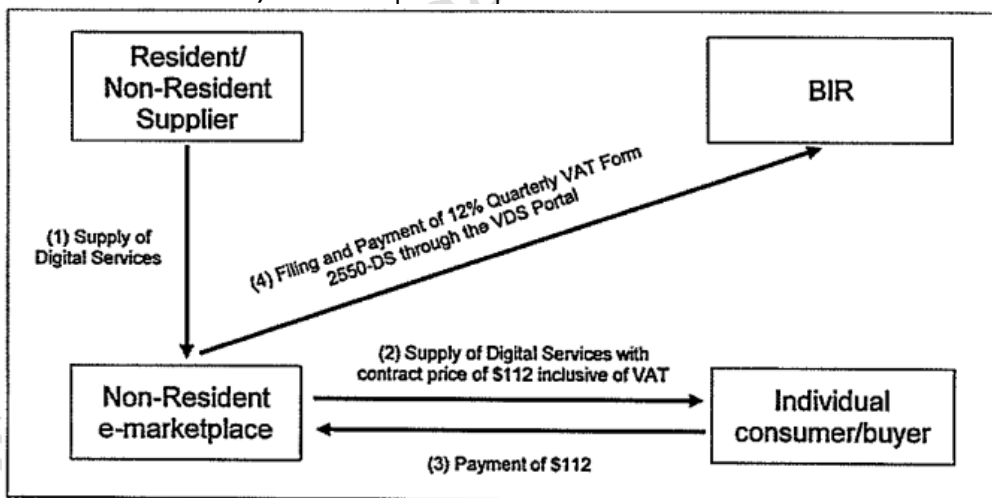 Resident/
Non-Resident
Supplier
BIR
(1) Supply of
Digital Services
(4) Filing and Payment of 12% Quarterly VAT Form
2550-DS through the VDS Portal
(2) Supply of Digital Services with
contract price of $112 inclusive of VAT
Non-Resident
e-marketplace
Individual
consumer/buyer
(3) Payment of $112